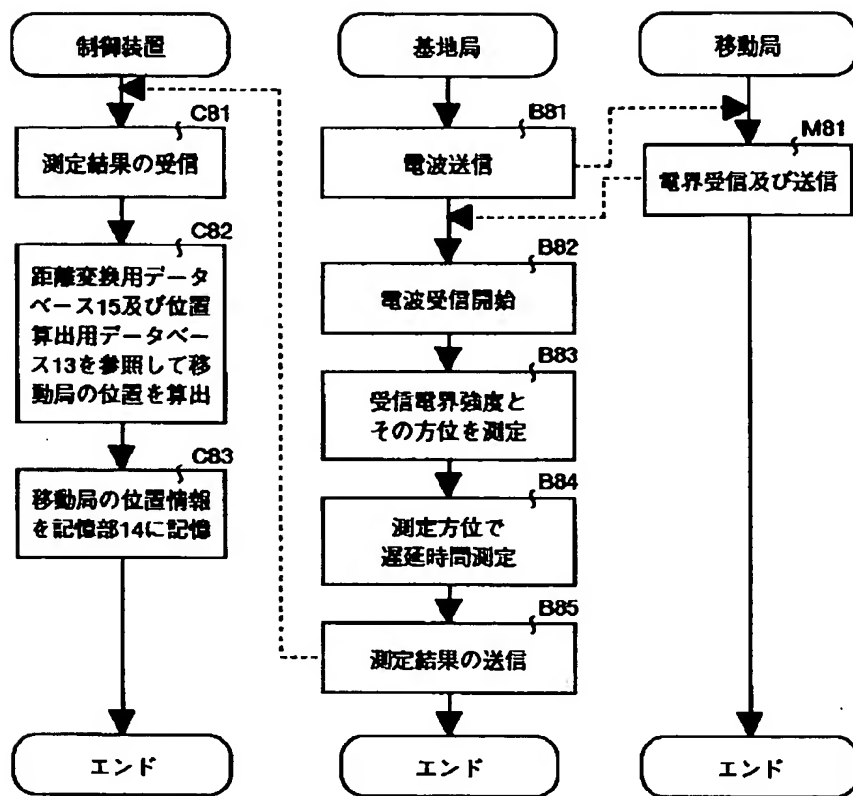 制御装置
基地局
移動局
C81
測定結果の受信
C82
距離変換用データ
ベース15及び位置
算出用データベー
ス13を参照して移
動局の位置を算出
C83
移動局の位置情報
を記憶部14に記憶
エンド
B81
電波送信
B82
電波受信開始
B83
受信電界強度と
その方位を測定
B84
測定方位で
遅延時間測定
B85
測定結果の送信
エンド
M81
電界受信及び送信
エンド